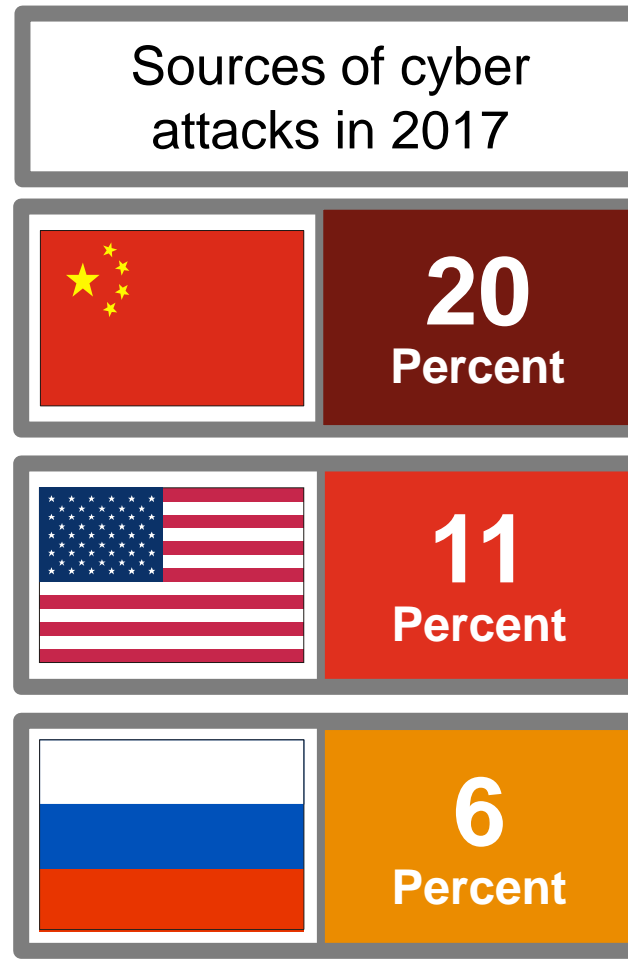 Sources of cyber
attacks in 2017
20
Percent
11
Percent
6
Percent